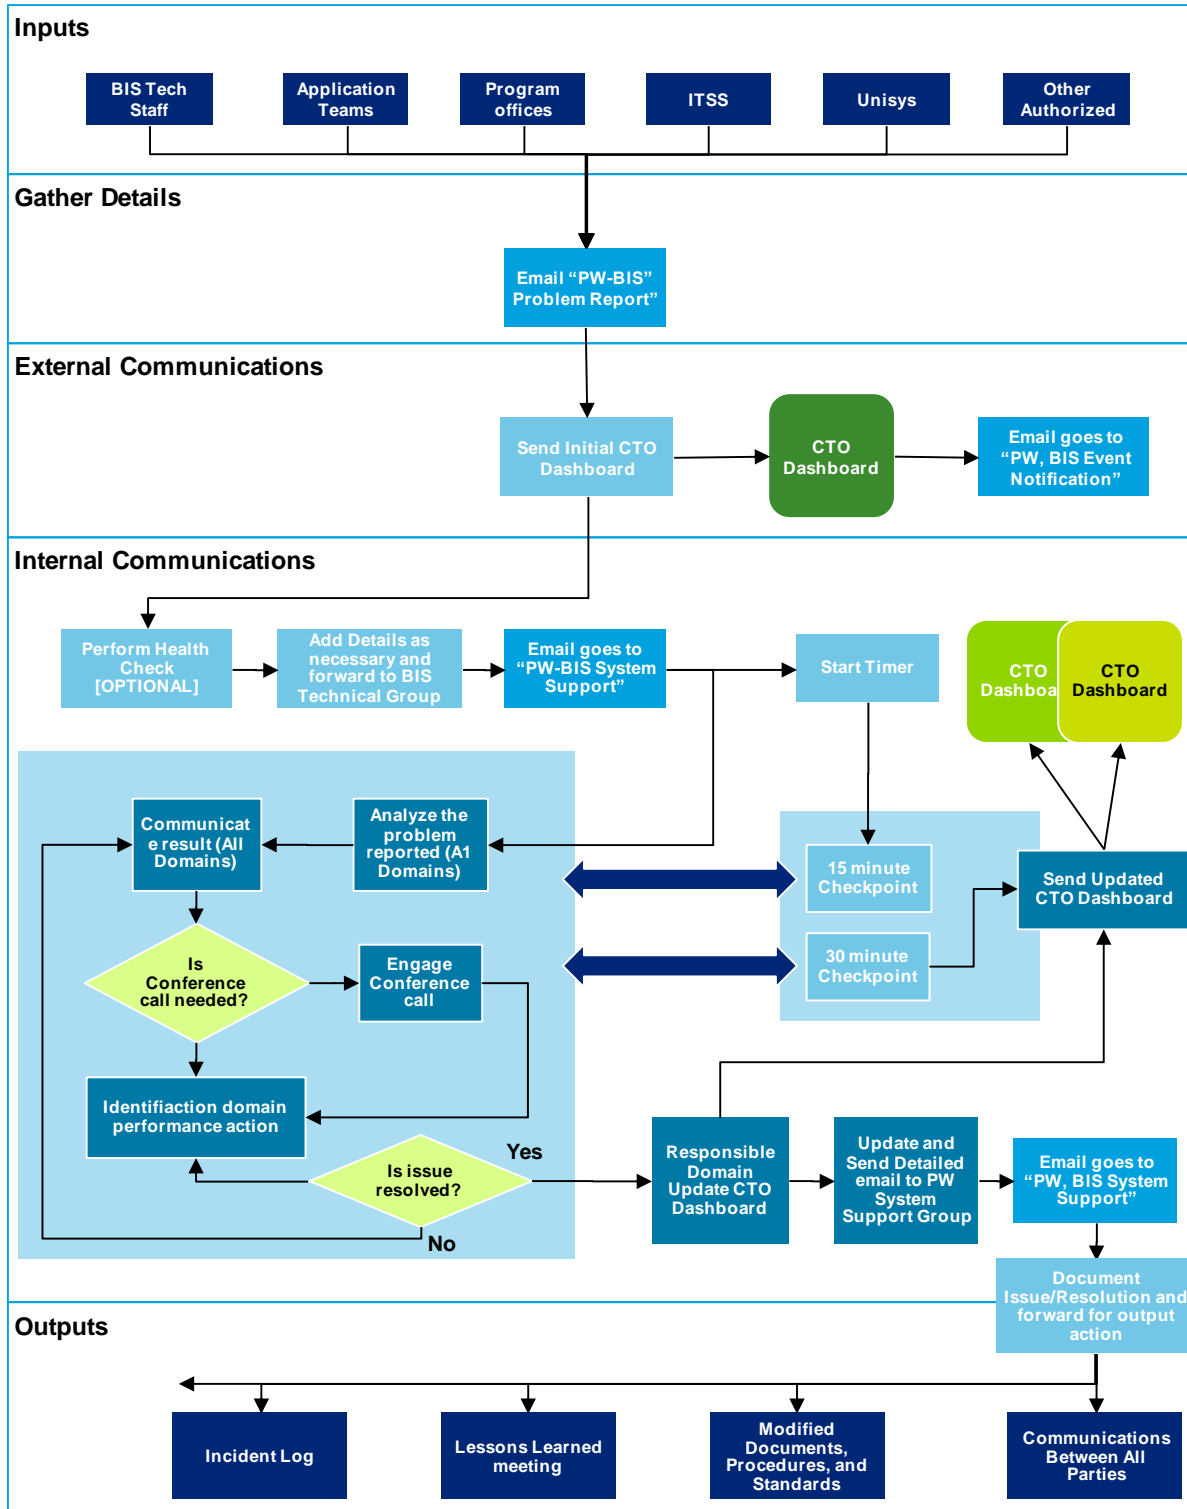 Inputs
BIS Tech
Staff
Application
Teams
Program
offices
ITSS
Unisys
Other
Authorized
Gather Details
Email “PW-BIS”
Problem Report”
External Communications
Send Initial CTO
Dashboard
CTO
Dashboard
Email goes to
“PW, BIS Event
Notification”
Internal Communications
Perform Health
Check
[OPTIONAL]
Add Details as
necessary and
forward to BIS
Technical Group
Email goes to
“PW-BIS System
Support”
Start Timer
CTO
Dashboa
CTO
Dashboard
Communicat
e result (All
Domains)
Analyze the
problem
reported (A1
Domains)
15 minute
Checkpoint
Send Updated
CTO Dashboard
Is
Conference
call needed?
Engage
Conference
call
30 minute
Checkpoint
Identifiaction domain
performance action
Is issue
resolved?
Yes
No
Responsible
Domain
Update CTO
Dashboard
Update and
Send Detailed
email to PW
System
Support Group
Email goes to
“PW, BIS System
Support”
Document
Issue/Resolution and
forward for output
action
Outputs
Incident Log
Lessons Learned
meeting
Modified
Documents,
Procedures, and
Standards
Communications
Between All
Parties